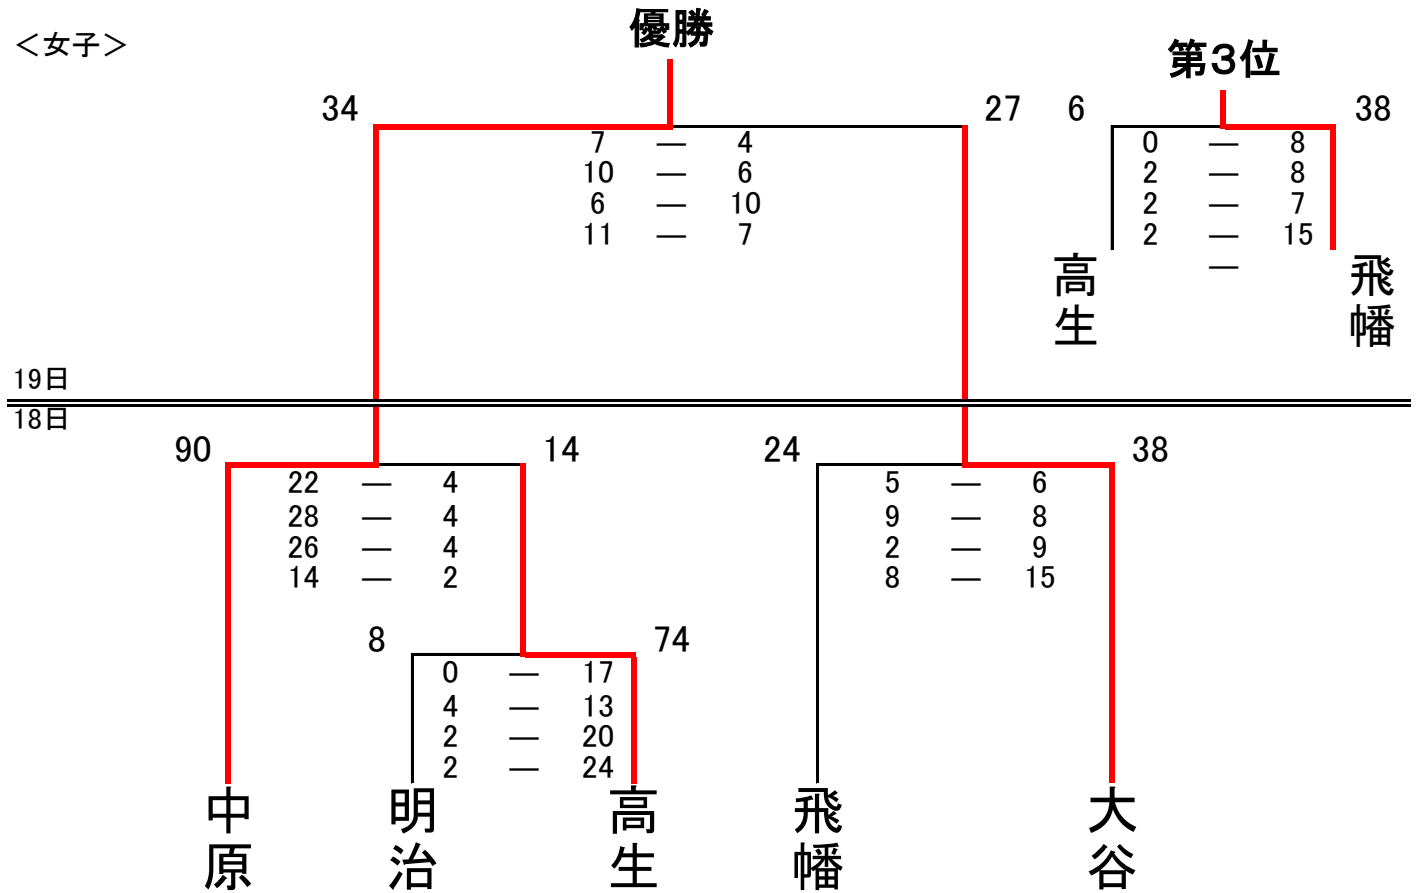 ＜女子＞
優勝
第3位
34
27
6
38
7 — 4
10 — 6
6 — 10
11 — 7
0 — 8
2 — 8
2 — 7
2 — 15
—
高生
飛幡
19日
18日
90
14
24
38
22 — 4
28 — 4
26 — 4
14 — 2
5 — 6
9 — 8
2 — 9
8 — 15
8
74
0 — 17
4 — 13
2 — 20
2 — 24
中原
明治
高生
飛幡
大谷